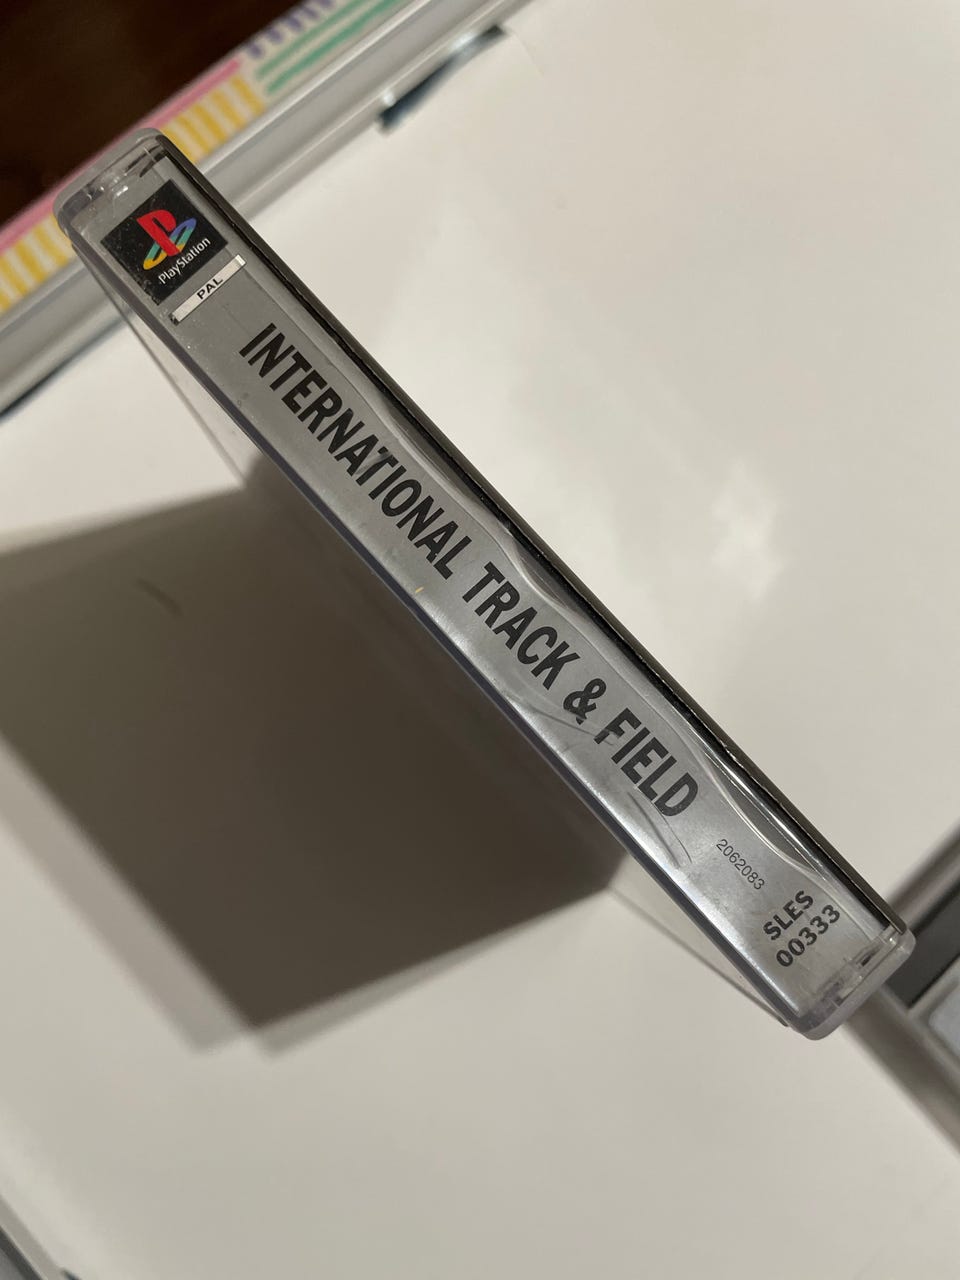 PlayStation
PAL
INTERNATIONAL TRACK & FIELD
2062083
SLES
00333